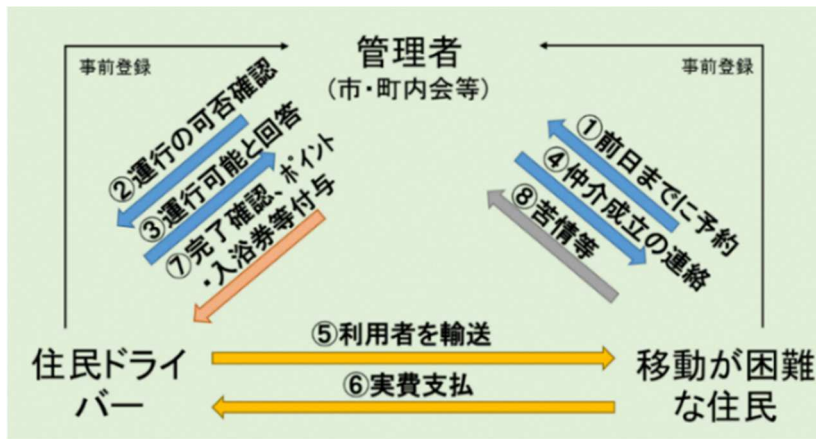 管理者
(市・町内会等)
事前登録
事前登録
②運行の可否確認
③運行可能と回答
⑦完了確認、ポイント
・入浴券等付与
①前日までに予約
④仲介成立の連絡
⑧苦情等
⑤利用者を輸送
⑥実費支払
住民ドライ
バー
移動が困難
な住民